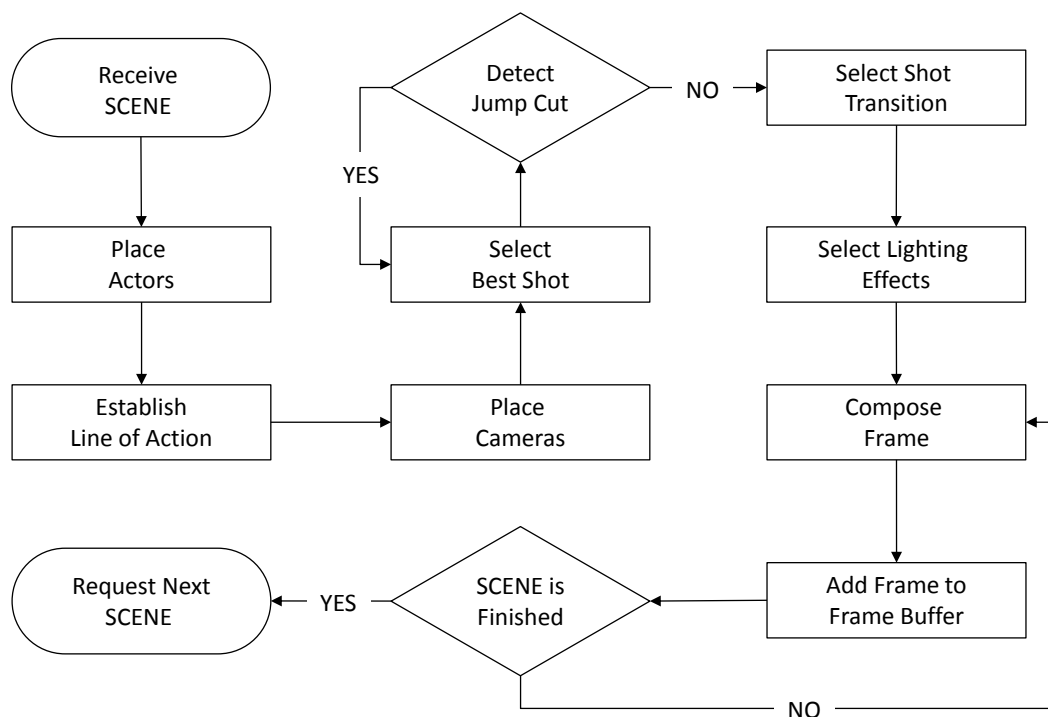 Receive
SCENE
Place
Actors
Establish
Line of Action
Place
Cameras
Select
Best Shot
Detect
Jump Cut
YES
NO
Select Shot
Transition
Select Lighting
Effects
Compose
Frame
Add Frame to
Frame Buffer
SCENE is
Finished
YES
Request Next
SCENE
NO